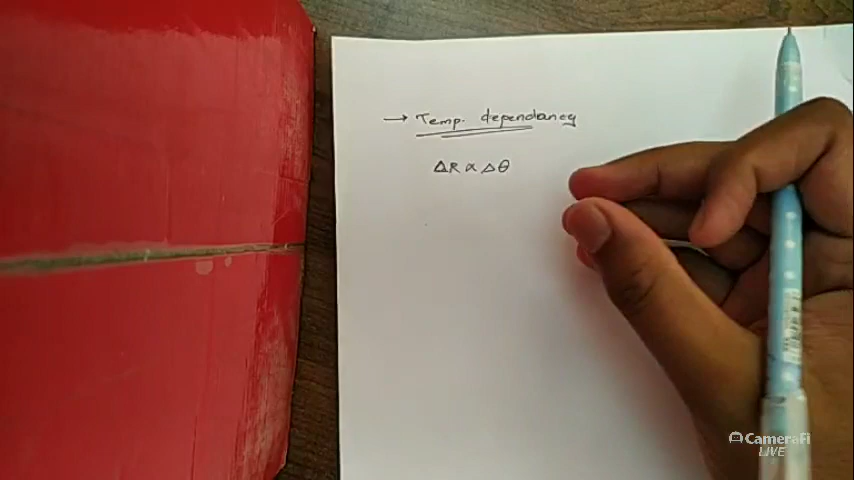 → Temp. dependancy
ΔR ∝ Δθ
CameraFi
LIVE